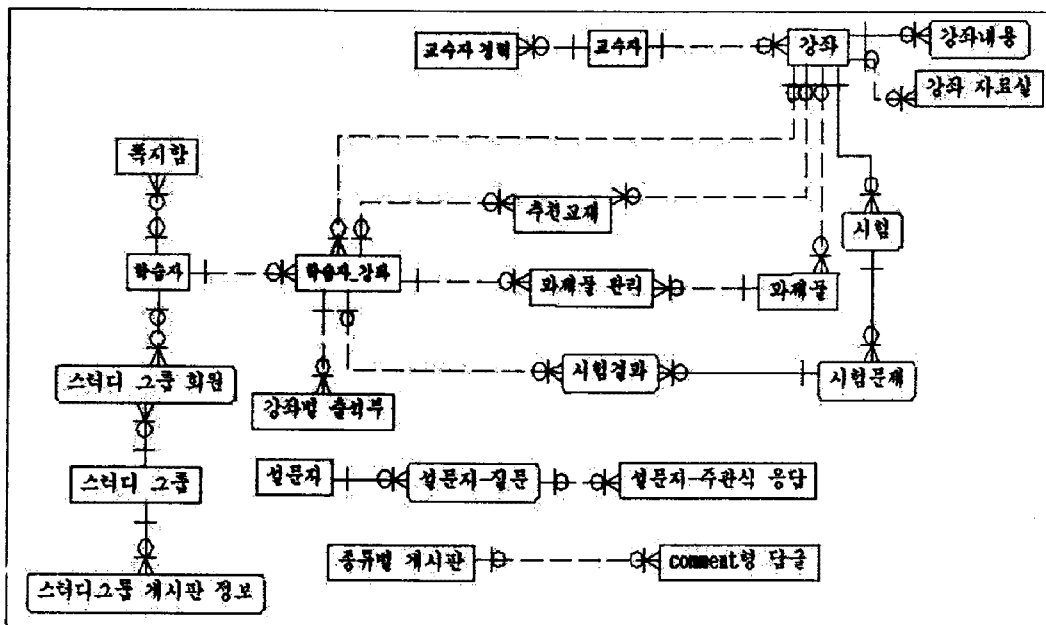 교수자 경력
교수자
강좌
강좌내용
강좌 자료실
쪽지함
추천교재
시험
학습자
학습자_강좌
과제물 관리
과제물
스터디 그룹 회원
시험결과
시험문제
강좌별 출석부
스터디 그룹
설문지
설문지-질문
설문지-주관식 응답
종류별 게시판
comment형 답글
스터디그룹 게시판 정보